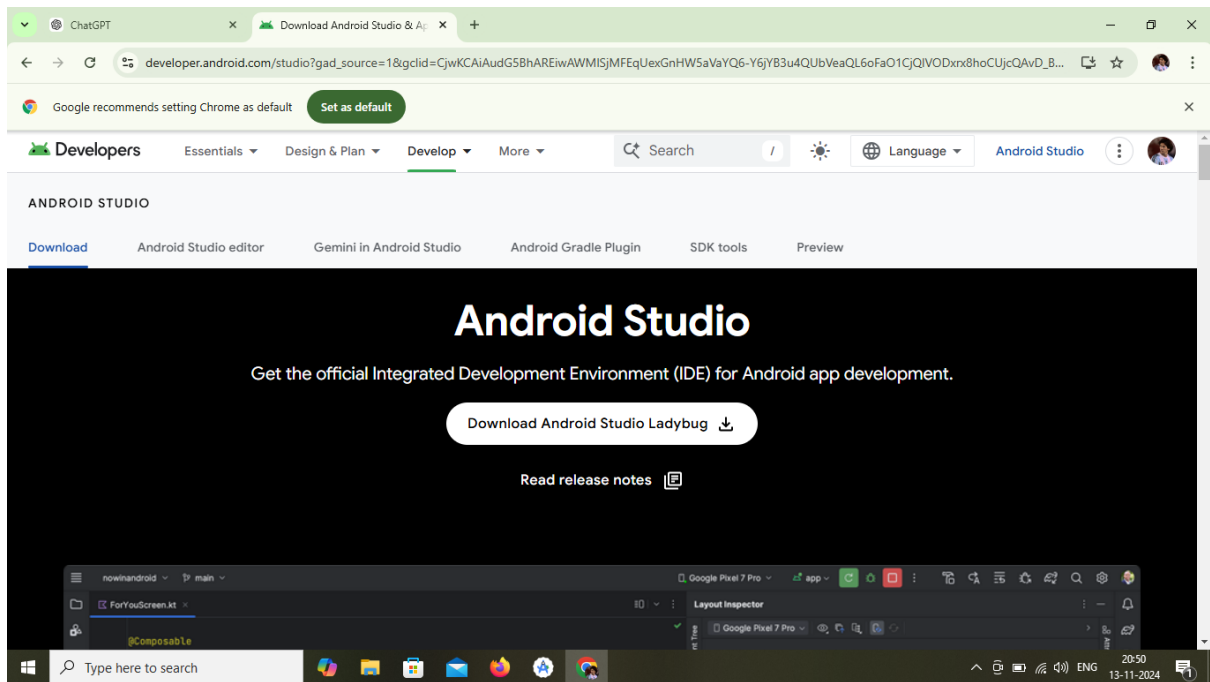 ChatGPT
Download Android Studio & Ap
developer.android.com/studio?gad_source=1&gclid=CjwKCAiAudG5BhAREiwAWMlSjMFEqUexGnHW5aVaYQ6-Y6jYB3u4QUbVeaQL6oFaO1CjQlVODxrx8hoCUjcQAvD_B...
Google recommends setting Chrome as default
Set as default
Developers
Essentials
Design & Plan
Develop
More
Search
/
Language
Android Studio
ANDROID STUDIO
Download
Android Studio editor
Gemini in Android Studio
Android Gradle Plugin
SDK tools
Preview
Android Studio
Get the official Integrated Development Environment (IDE) for Android app development.
Download Android Studio Ladybug
Read release notes
nowinandroid
main
Google Pixel 7 Pro
app
ForYouScreen.kt
Layout Inspector
Google Pixel 7 Pro
@Composable
Type here to search
ENG
20:50
13-11-2024
1